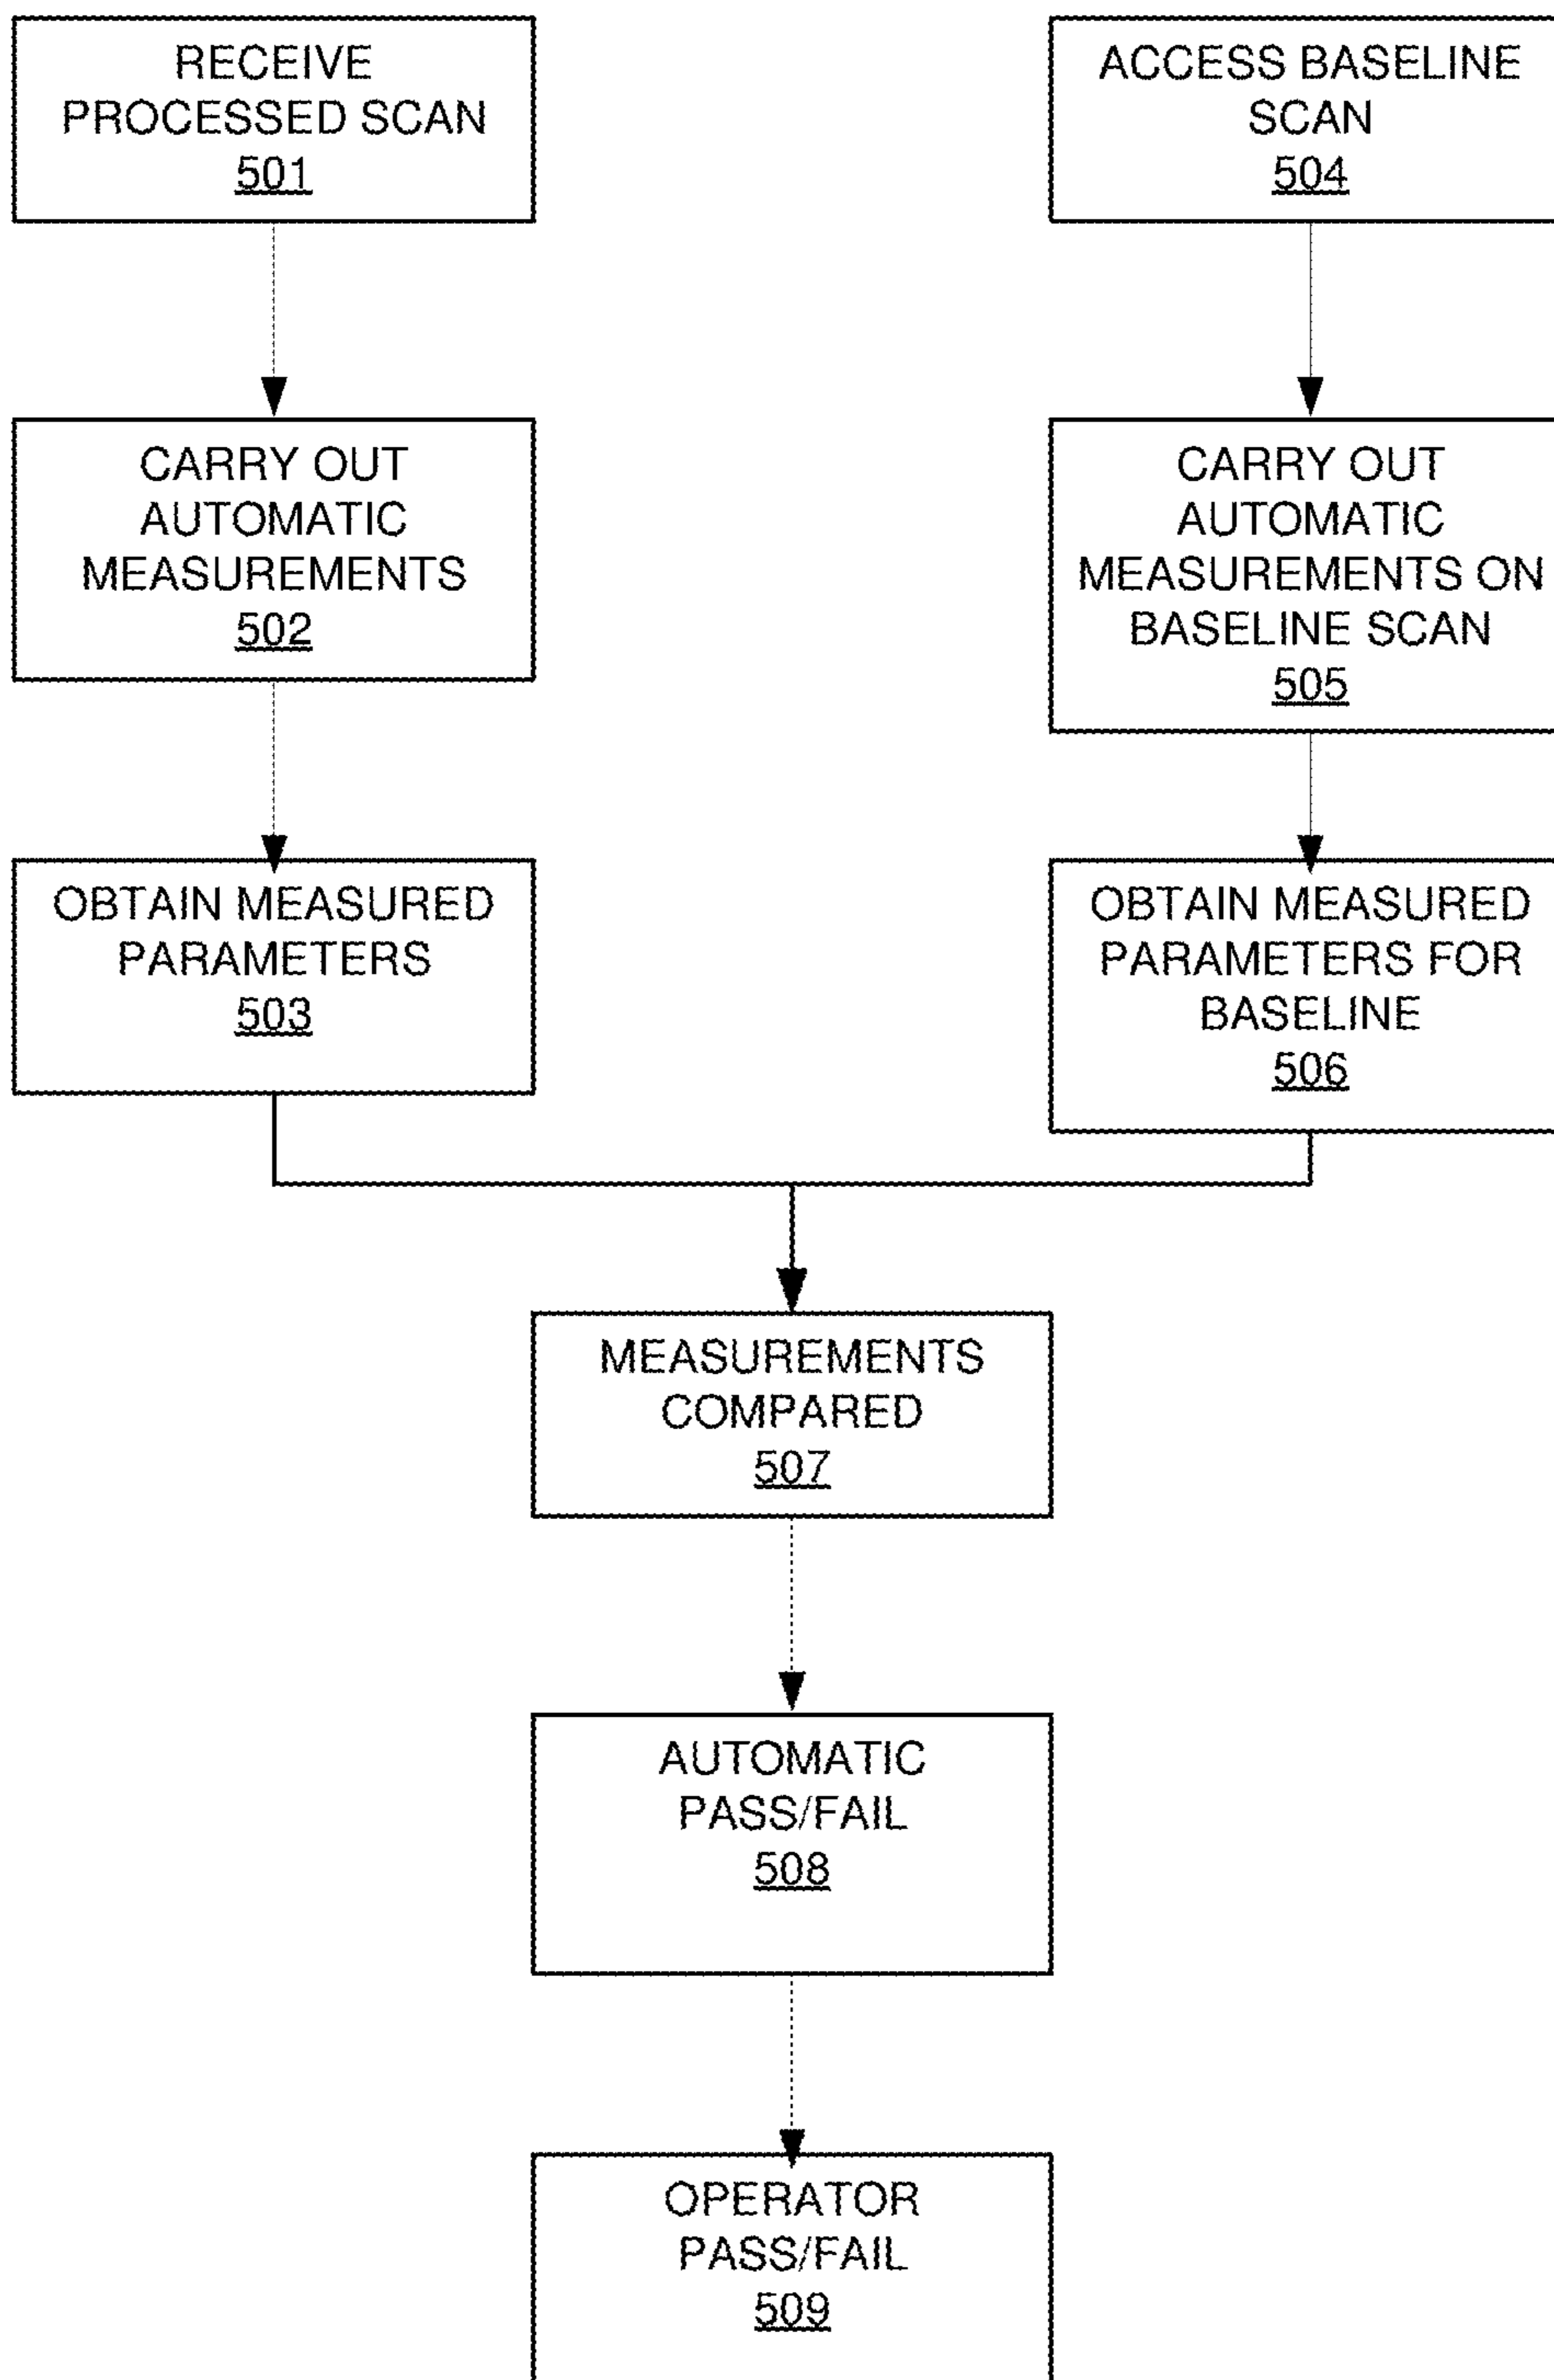 RECEIVE
PROCESSED SCAN
501
CARRY OUT
AUTOMATIC
MEASUREMENTS
502
OBTAIN MEASURED
PARAMETERS
503
ACCESS BASELINE
SCAN
504
CARRY OUT
AUTOMATIC
MEASUREMENTS ON
BASELINE SCAN
505
OBTAIN MEASURED
PARAMETERS FOR
BASELINE
506
MEASUREMENTS
COMPARED
507
AUTOMATIC
PASS/FAIL
508
OPERATOR
PASS/FAIL
509